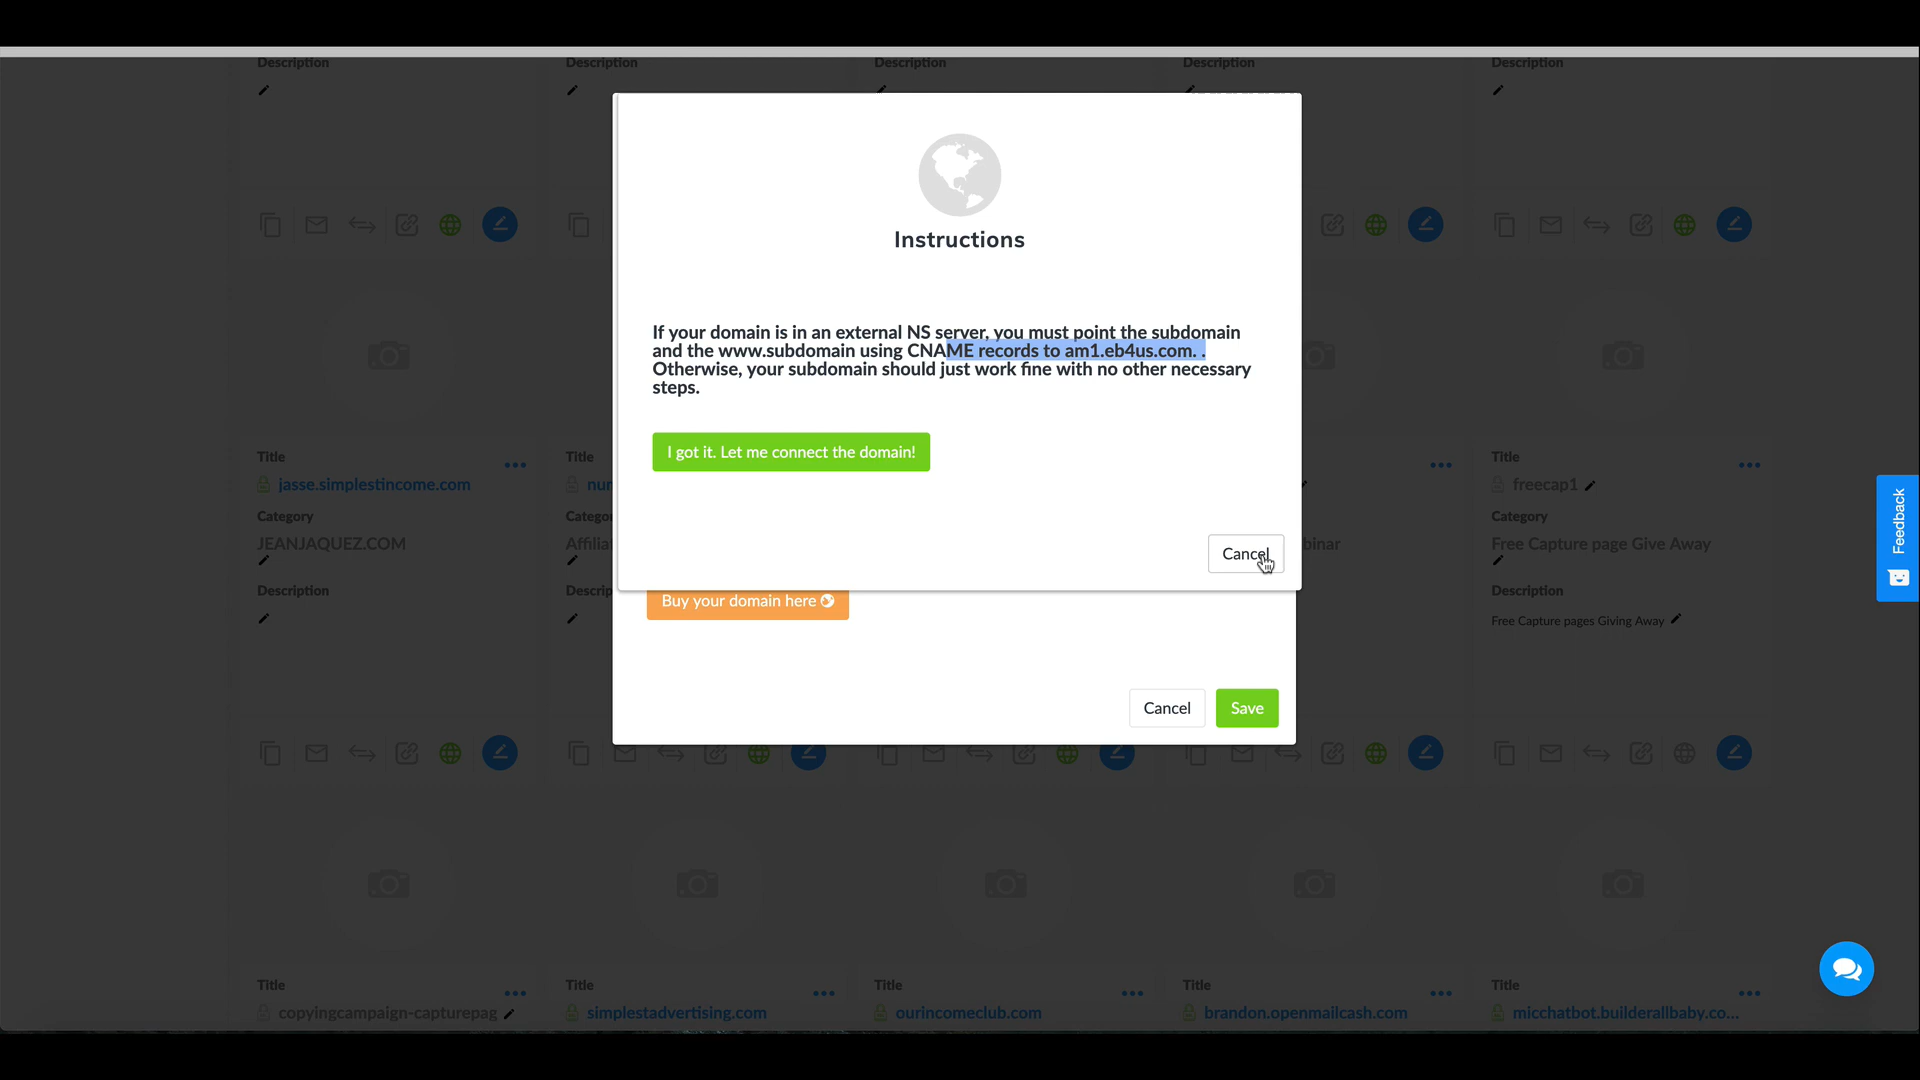 Description
Description
Description
Description
Description
Instructions
If your domain is in an external NS server, you must point the subdomain
and the www.subdomain using CNAME records to am1.eb4us.com. .
Otherwise, your subdomain should just work fine with no other necessary
steps.
I got it. Let me connect the domain!
Cancel
Buy your domain here
Cancel
Save
Title
jasse.simplestincome.com
Category
JEANJAQUEZ.COM
Description
Title
Title
freecap1
Category
Free Capture page Give Away
Description
Free Capture pages Giving Away
Feedback
Title
copyingcampaign-capturepag
Title
simplestadvertising.com
Title
ourincomeclub.com
Title
brandon.openmailcash.com
Title
micchatbot.builderallbaby.co...